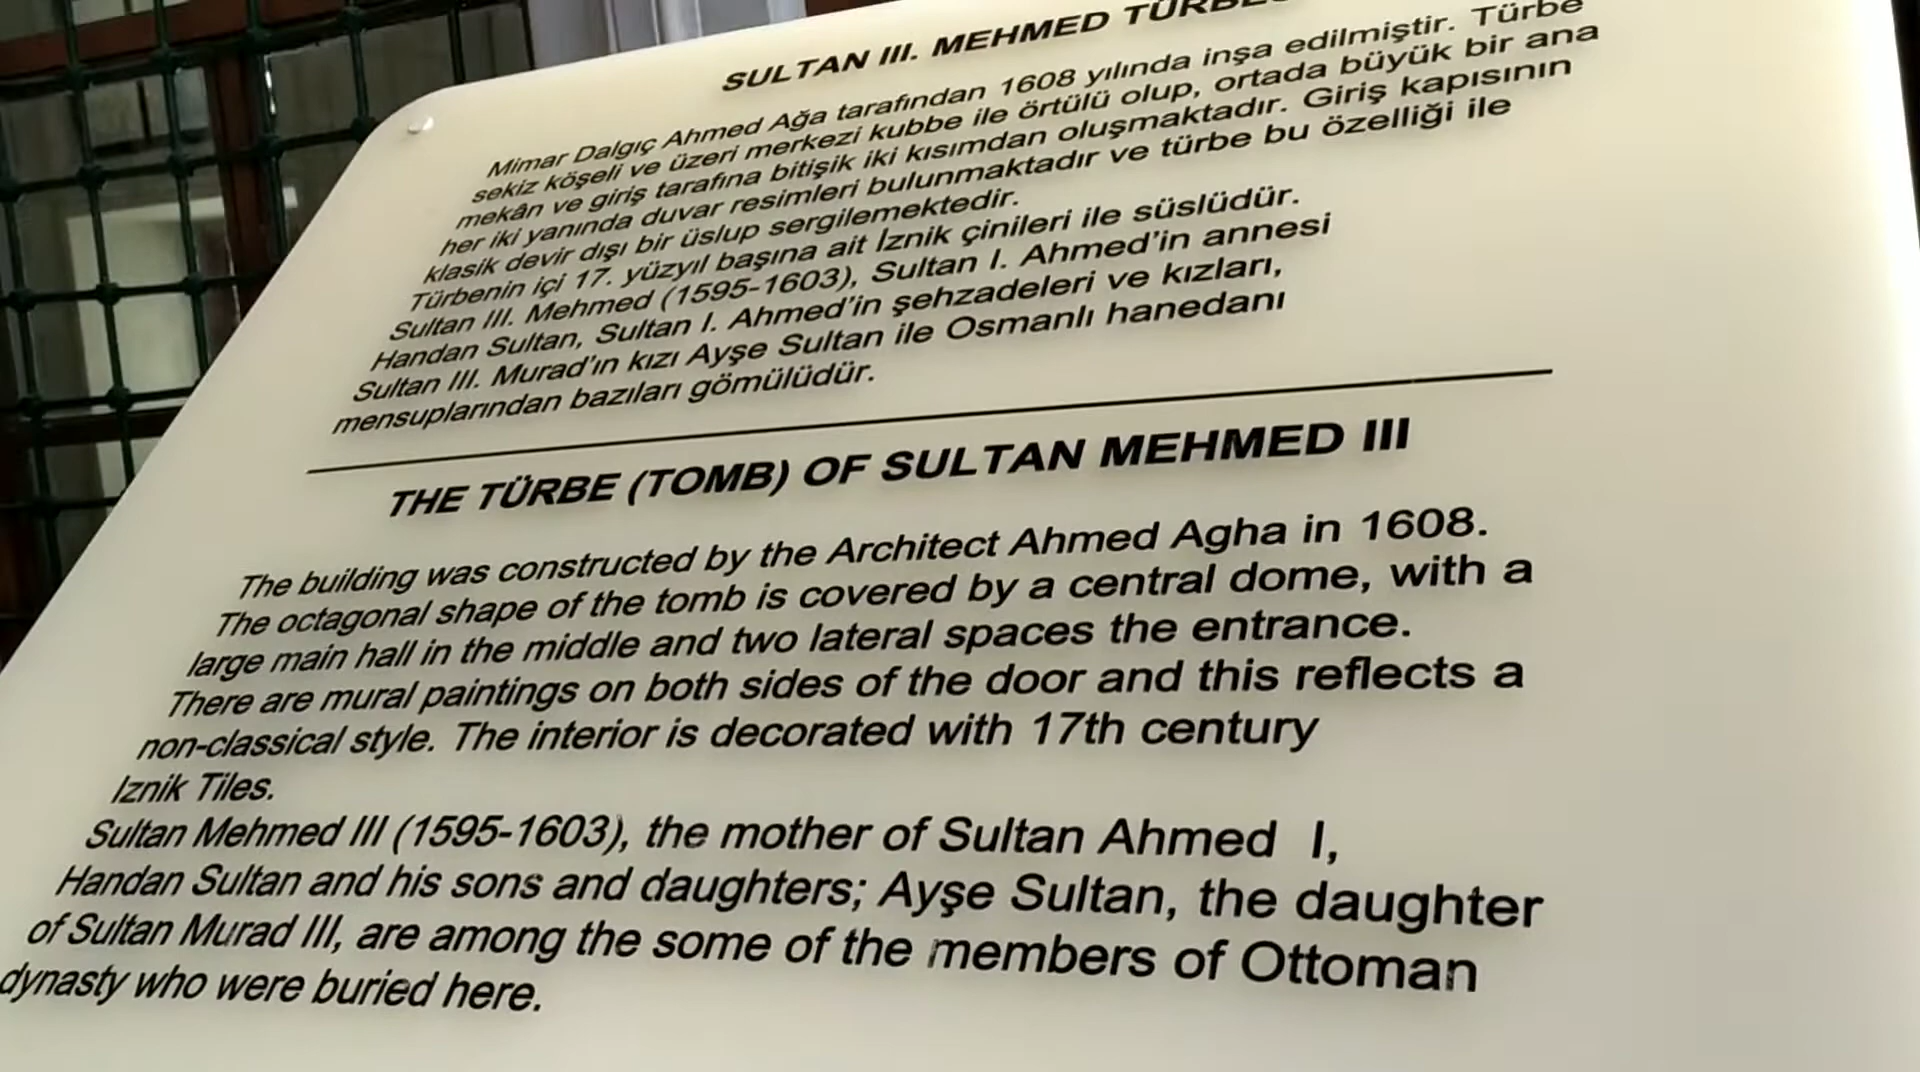 SULTAN III. MEHMED
Mimar Dalgıç Ahmed Ağa tarafından 1608 yılında inşa edilmiştir. Türbe
sekiz köşeli ve üzeri merkezi kubbe ile örtülü olup, ortada büyük bir ana
mekân ve giriş tarafına bitişik iki kısımdan oluşmaktadır. Giriş kapısının
her iki yanında duvar resimleri bulunmaktadır ve türbe bu özelliği ile
klasik devir dışı bir üslup sergilemektedir.
Türbenin içi 17. yüzyıl başına ait İznik çinileri ile süslüdür.
Sultan III. Mehmed (1595-1603), Sultan I. Ahmed'in annesi
Handan Sultan, Sultan I. Ahmed'in şehzadeleri ve kızları,
Sultan III. Murad'ın kızı Ayşe Sultan ile Osmanlı hanedanı
mensuplarından bazıları gömülüdür.
THE TÜRBE (TOMB) OF SULTAN MEHMED III
The building was constructed by the Architect Ahmed Agha in 1608.
The octagonal shape of the tomb is covered by a central dome, with a
large main hall in the middle and two lateral spaces the entrance.
There are mural paintings on both sides of the door and this reflects a
non-classical style. The interior is decorated with 17th century
Iznik Tiles.
Sultan Mehmed III (1595-1603), the mother of Sultan Ahmed I,
Handan Sultan and his sons and daughters; Ayşe Sultan, the daughter
of Sultan Murad III, are among the some of the members of Ottoman
dynasty who were buried here.